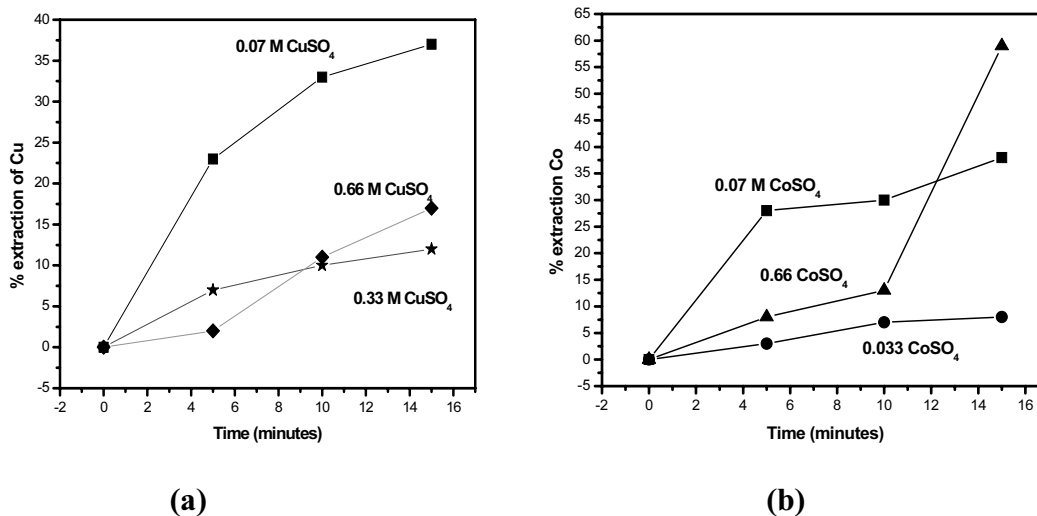 40
35
30
25
20
15
10
5
0
-5
% extraction of Cu
0.07 M CuSO₄
0.66 M CuSO₄
0.33 M CuSO₄
-2 0 2 4 6 8 10 12 14 16
Time (minutes)
(a)
65
60
55
50
45
40
35
30
25
20
15
10
5
0
-5
% extraction Co
0.07 M CoSO₄
0.66 CoSO₄
0.033 CoSO₄
-2 0 2 4 6 8 10 12 14 16
Time (minutes)
(b)